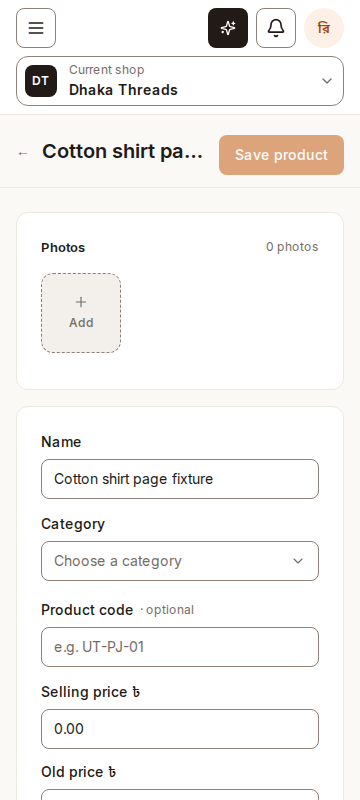 রি
DT
Current shop
Dhaka Threads
← Cotton shirt pa...
Save product
Photos
0 photos
+
Add
Name
Cotton shirt page fixture
Category
Choose a category
Product code · optional
e.g. UT-PJ-01
Selling price ৳
0.00
Old price ৳